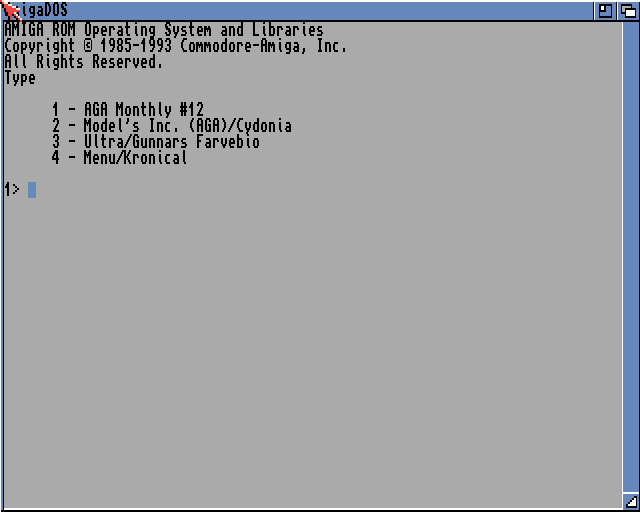 igaDOS
AMIGA ROM Operating System and Libraries
Copyright © 1985-1993 Commodore-Amiga, Inc.
All Rights Reserved.
Type
1 - AGA Monthly #12
2 - Model's Inc. (AGA)/Cydonia
3 - Ultra/Gunnars Farvebio
4 - Menu/Kronical
1>